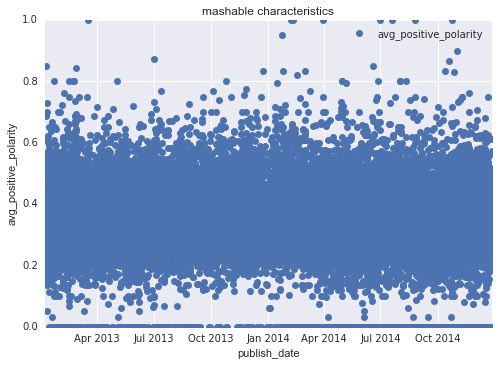 mashable characteristics
avg_positive_polarity
1.0
0.8
0.6
0.4
0.2
0.0
avg_positive_polarity
Apr 2013 Jul 2013 Oct 2013 Jan 2014 Apr 2014 Jul 2014 Oct 2014
publish_date